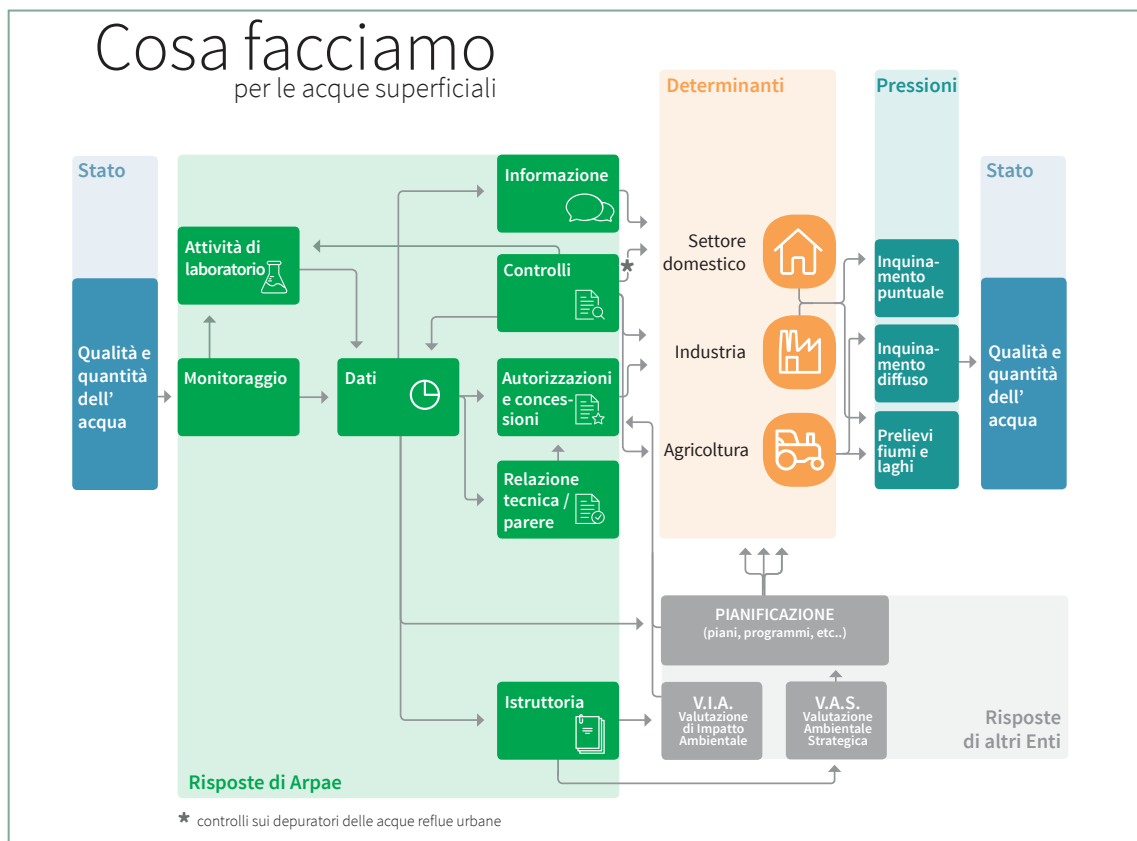 Cosa facciamo
per le acque superficiali
Stato
Qualità e
quantità
dell’
acqua
Attività di
laboratorio
Monitoraggio
Dati
Informazione
Controlli
*
Autorizzazioni
e conces-
sioni
Relazione
tecnica /
parere
Istruttoria
Risposte di Arpae
Determinanti
Settore
domestico
Industria
Agricoltura
Pressioni
Inquina-
mento
puntuale
Inquina-
mento
diffuso
Prelievi
fiumi e
laghi
Stato
Qualità e
quantità
dell’
acqua
PIANIFICAZIONE
(piani, programmi, etc..)
V.I.A.
Valutazione
di Impatto
Ambientale
V.A.S.
Valutazione
Ambientale
Strategica
Risposte
di altri Enti
* controlli sui depuratori delle acque reflue urbane